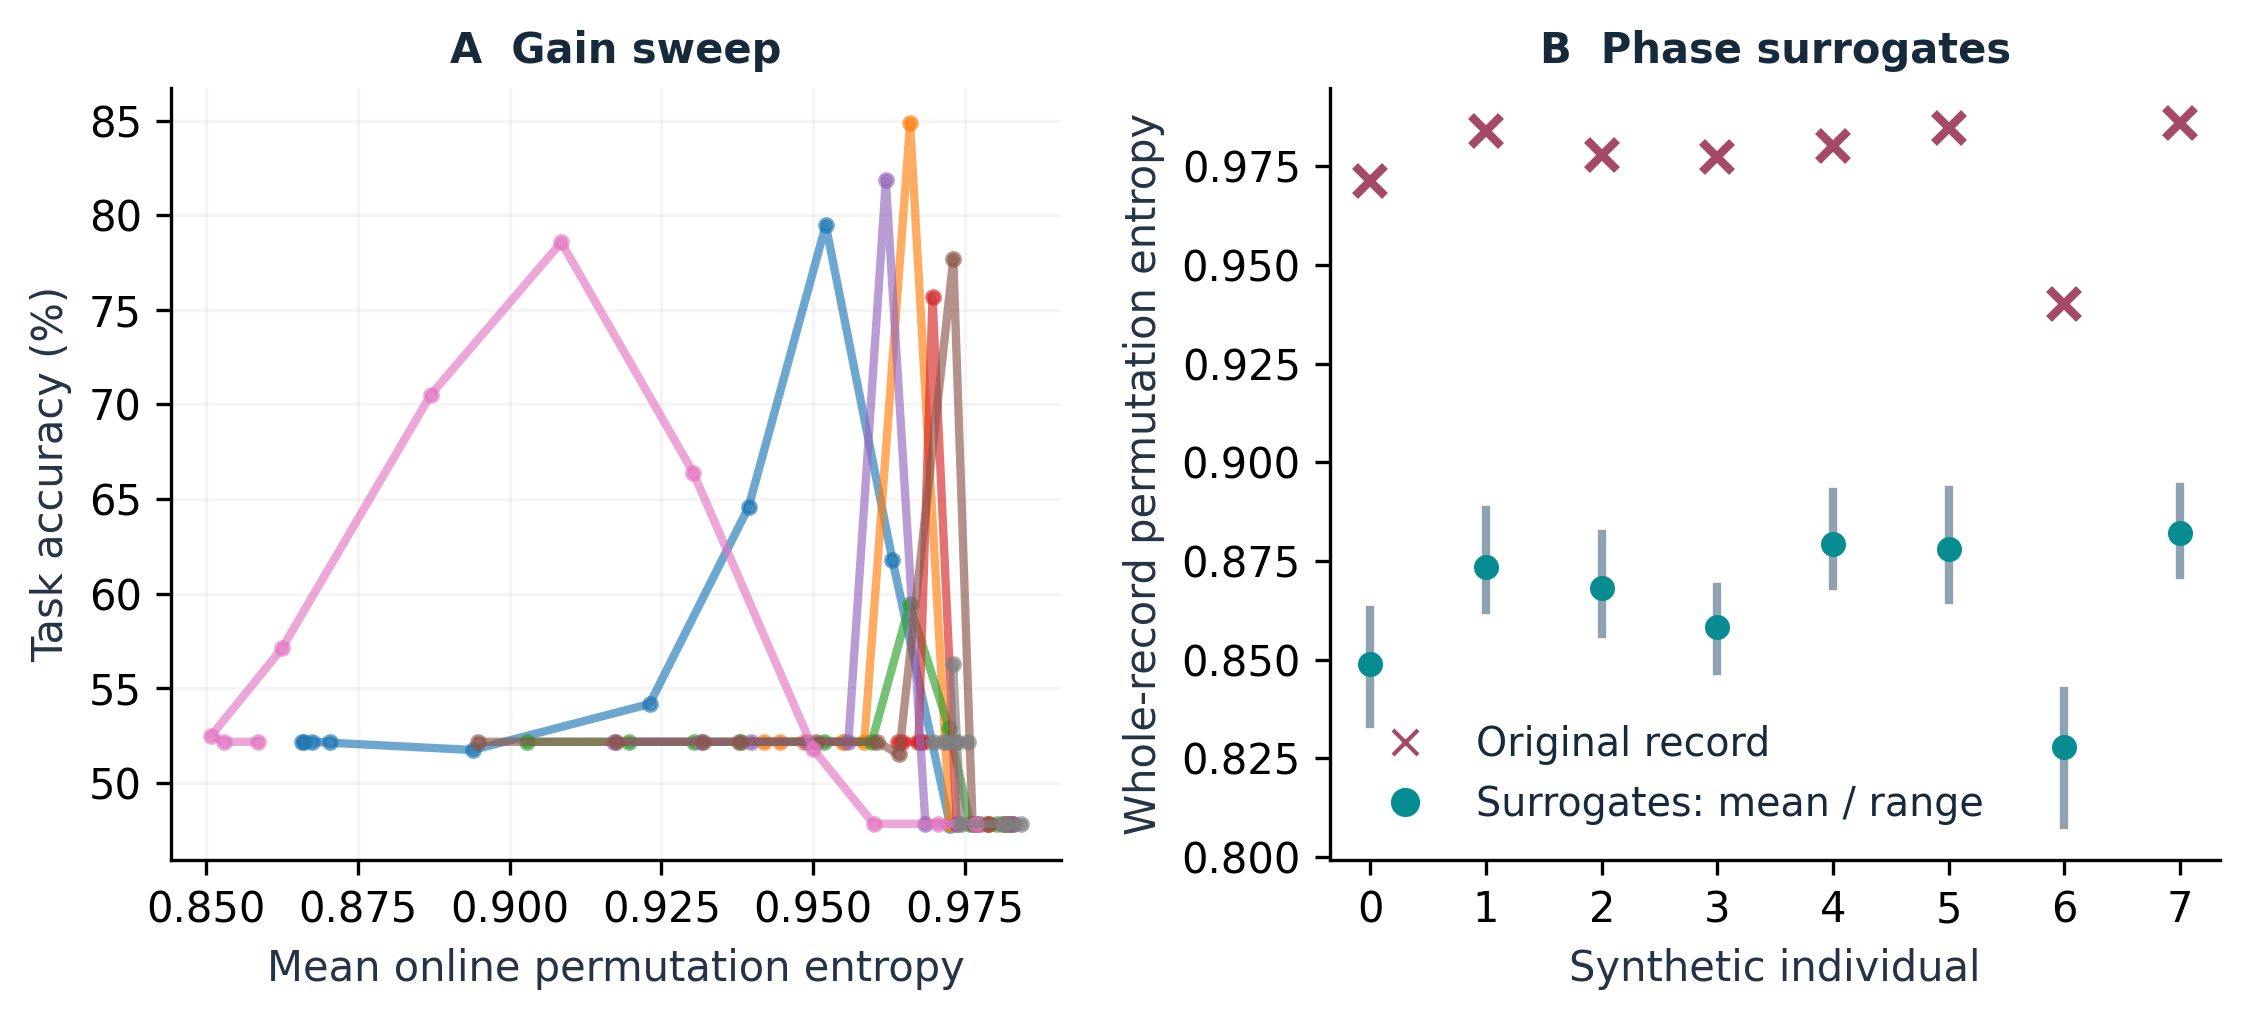 A  Gain sweep
Task accuracy (%)
85
80
75
70
65
60
55
50
0.850 0.875 0.900 0.925 0.950 0.975
Mean online permutation entropy
B  Phase surrogates
Whole-record permutation entropy
0.975
0.950
0.925
0.900
0.875
0.850
0.825
0.800
Original record
Surrogates: mean / range
0 1 2 3 4 5 6 7
Synthetic individual